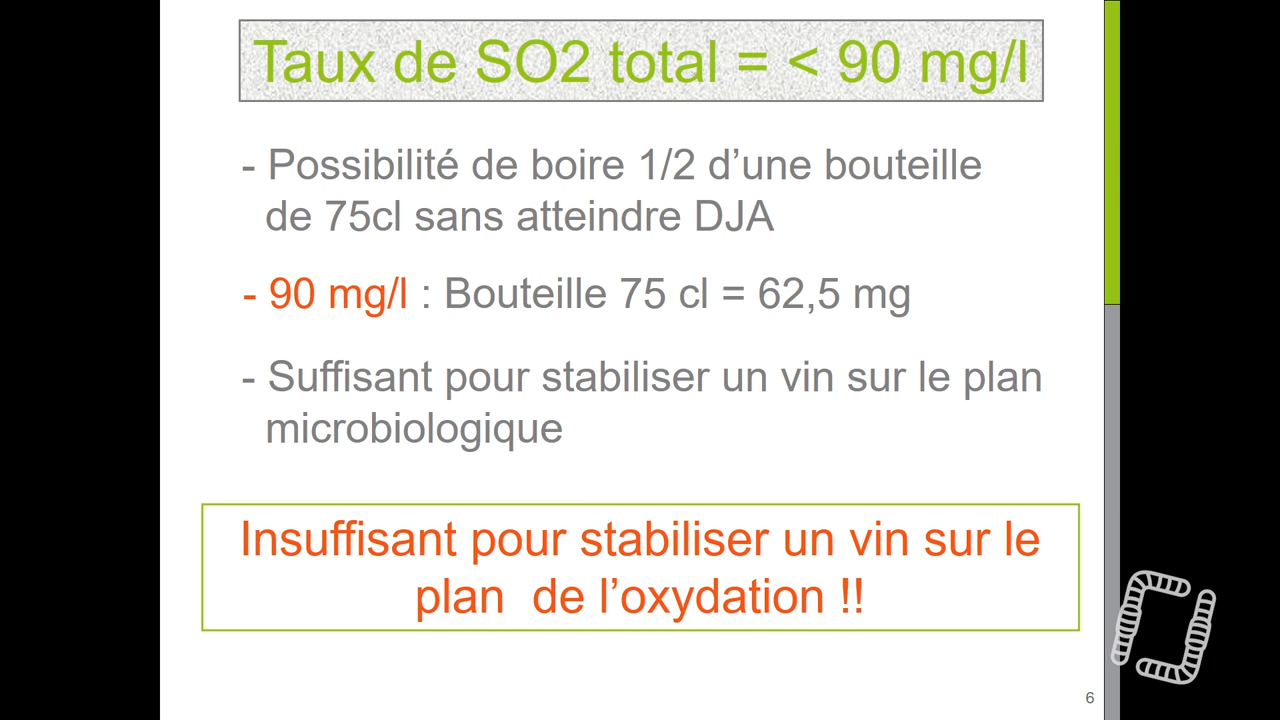 Taux de SO2 total = < 90 mg/l
- Possibilité de boire 1/2 d’une bouteille
de 75cl sans atteindre DJA
- 90 mg/l : Bouteille 75 cl = 62,5 mg
- Suffisant pour stabiliser un vin sur le plan
microbiologique
Insuffisant pour stabiliser un vin sur le
plan  de l’oxydation !!
6